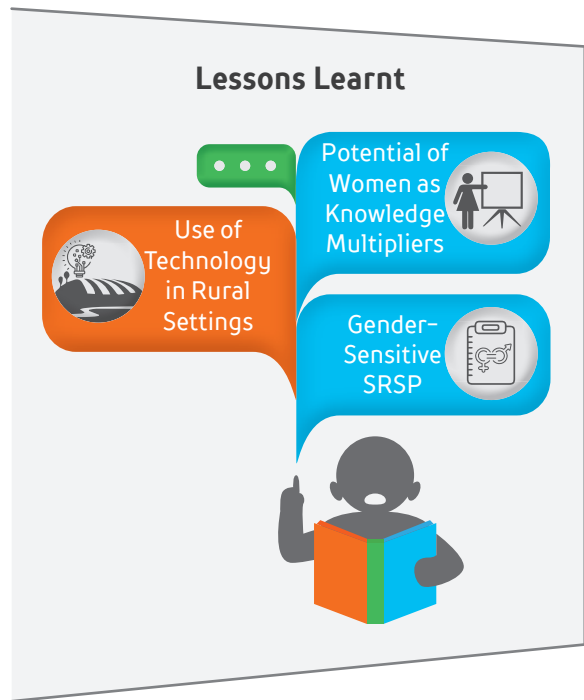 Lessons Learnt
Potential of
Women as
Knowledge
Multipliers
Use of
Technology
in Rural
Settings
Gender-
Sensitive
SRSP